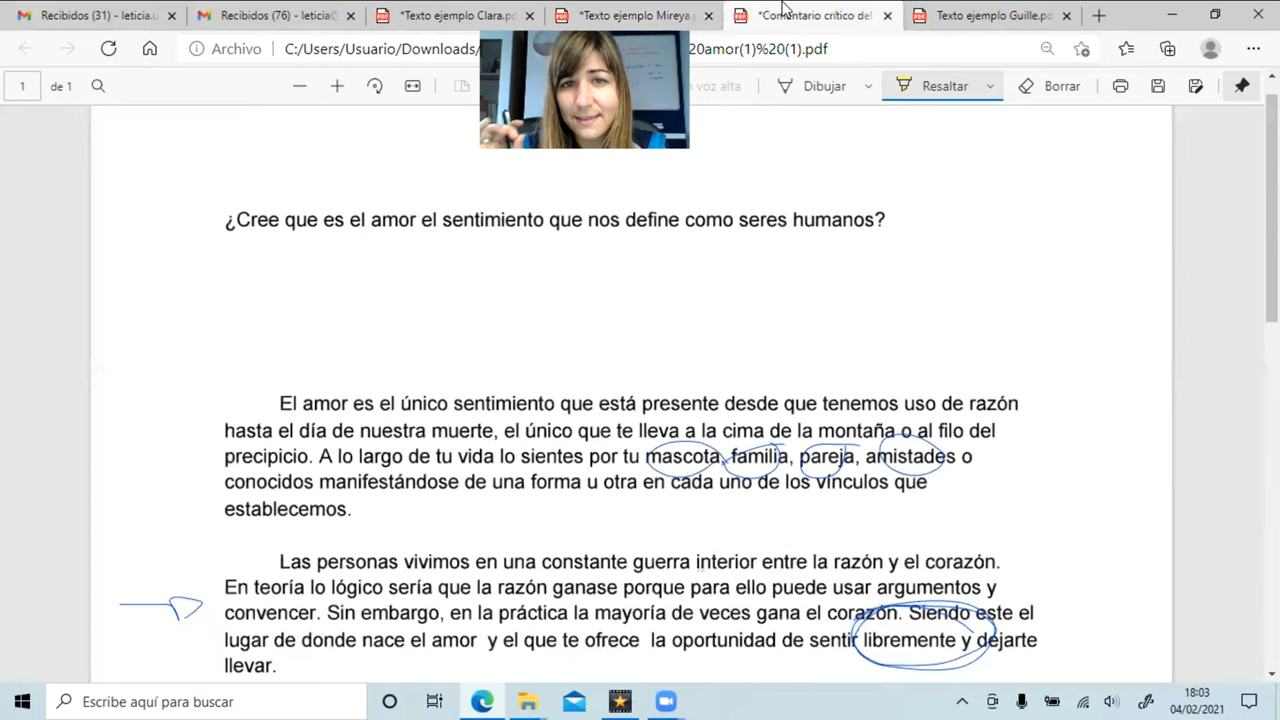 Recibidos (31) - leticia.u
Recibidos (76) - leticia@
*Texto ejemplo Clara.pd
*Texto ejemplo Mireya.p
*Comentario crítico del
Texto ejemplo Guille.pd
Archivo
C:/Users/Usuario/Downloads/
20amor(1)%20(1).pdf
1
de 1
voz alta
Dibujar
Resaltar
Borrar
¿Cree que es el amor el sentimiento que nos define como seres humanos?
El amor es el único sentimiento que está presente desde que tenemos uso de razón
hasta el día de nuestra muerte, el único que te lleva a la cima de la montaña o al filo del
precipicio. A lo largo de tu vida lo sientes por tu mascota, familia, pareja, amistades o
conocidos manifestándose de una forma u otra en cada uno de los vínculos que
establecemos.
Las personas vivimos en una constante guerra interior entre la razón y el corazón.
En teoría lo lógico sería que la razón ganase porque para ello puede usar argumentos y
convencer. Sin embargo, en la práctica la mayoría de veces gana el corazón. Siendo este el
lugar de donde nace el amor y el que te ofrece la oportunidad de sentir libremente y dejarte
llevar.
Escribe aquí para buscar
18:03
04/02/2021